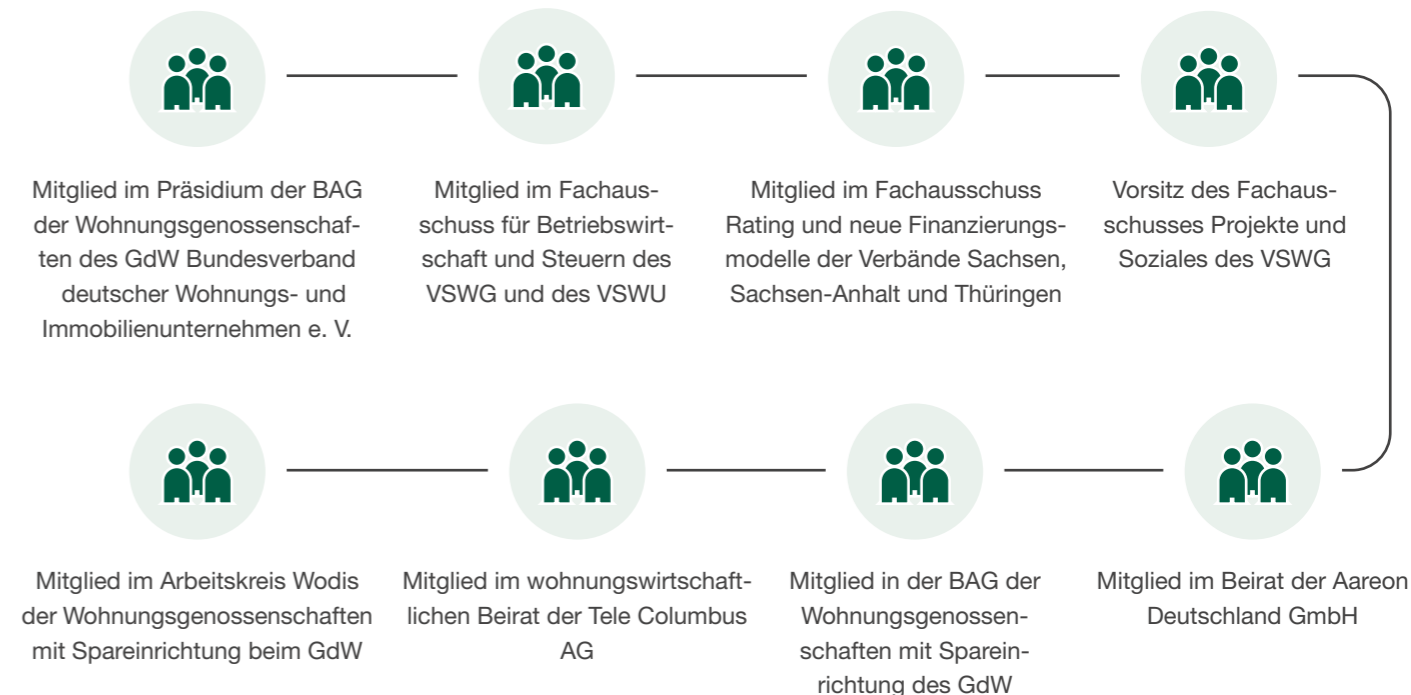 Mitglied im Präsidium der BAG
der Wohnungsgenossenschaf-
ten des GdW Bundesverband
deutscher Wohnungs- und
Immobilienunternehmen e. V.
Mitglied im Fachaus-
schuss für Betriebswirt-
schaft und Steuern des
VSWG und des VSWU
Mitglied im Fachausschuss
Rating und neue Finanzierungs-
modelle der Verbände Sachsen,
Sachsen-Anhalt und Thüringen
Vorsitz des Fachaus-
schusses Projekte und
Soziales des VSWG
Mitglied im Arbeitskreis Wodis
der Wohnungsgenossenschaften
mit Spareinrichtung beim GdW
Mitglied im wohnungswirtschaft-
lichen Beirat der Tele Columbus
AG
Mitglied in der BAG der
Wohnungsgenossen-
schaften mit Sparein-
richtung des GdW
Mitglied im Beirat der Aareon
Deutschland GmbH